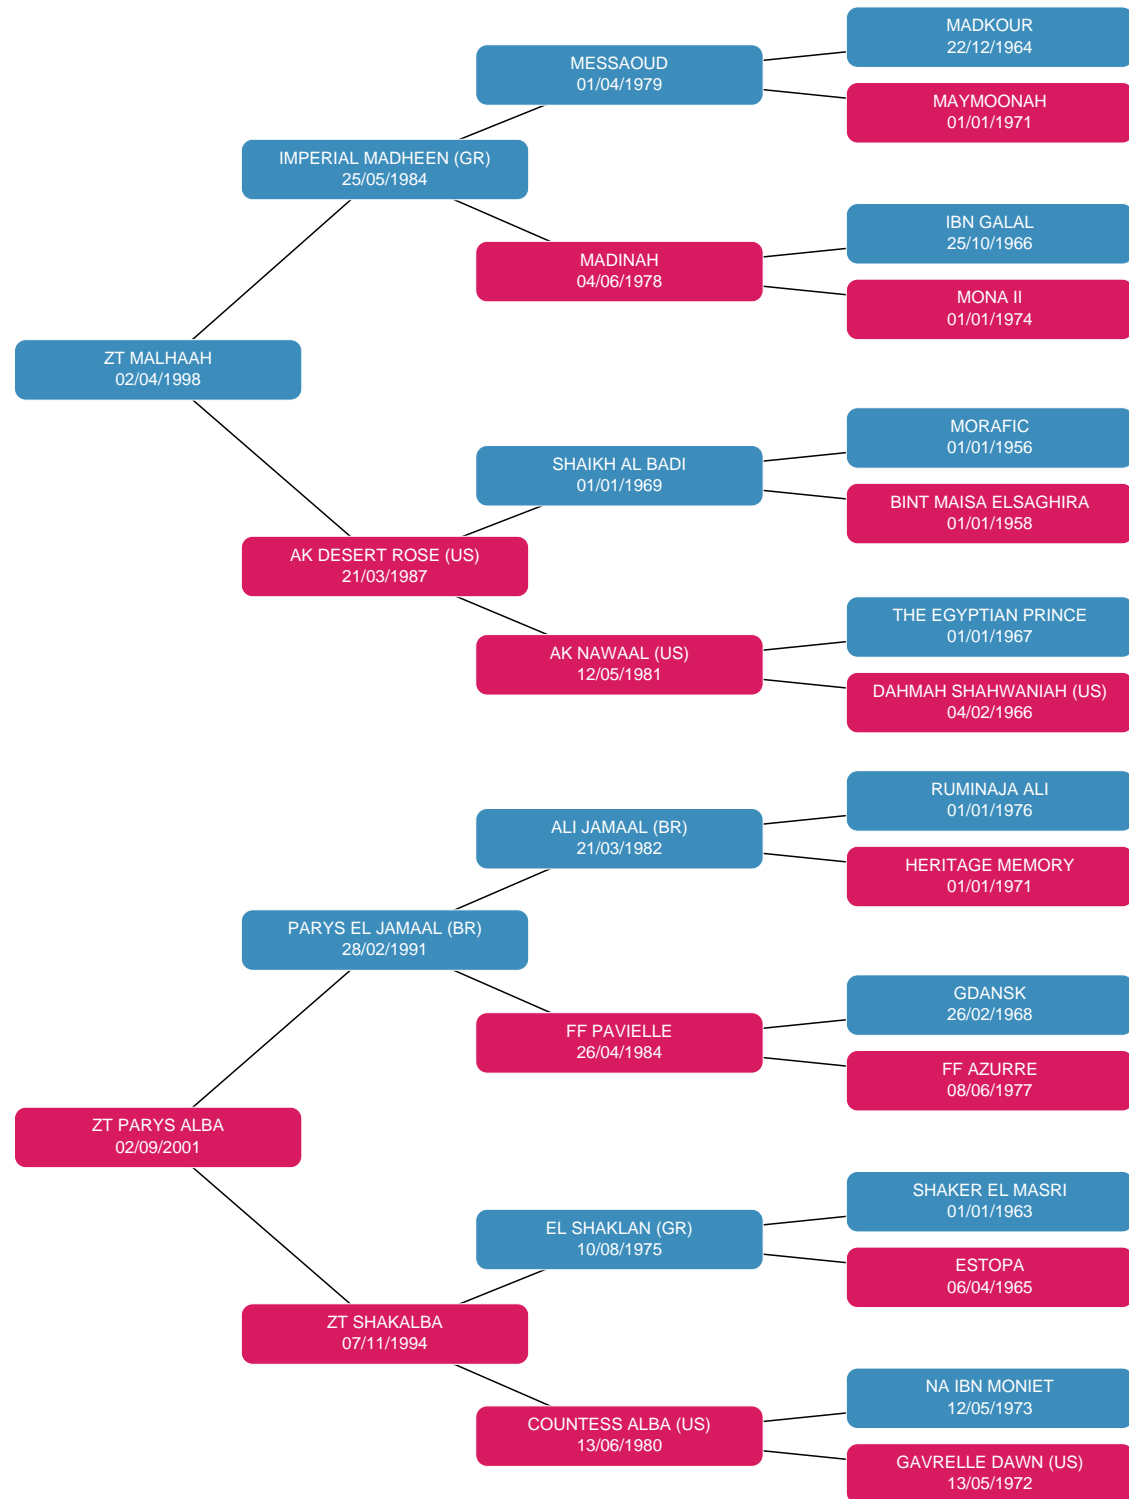 MADKOUR
22/12/1964
MESSAOUD
01/04/1979
MAYMOONAH
01/01/1971
IMPERIAL MADHEEN (GR)
25/05/1984
IBN GALAL
25/10/1966
MADINAH
04/06/1978
MONA II
01/01/1974
ZT MALHAAH
02/04/1998
MORAFIC
01/01/1956
SHAIKH AL BADI
01/01/1969
BINT MAISA ELSAGHIRA
01/01/1958
AK DESERT ROSE (US)
21/03/1987
THE EGYPTIAN PRINCE
01/01/1967
AK NAWAAL (US)
12/05/1981
DAHMAH SHAHWANIAH (US)
04/02/1966
RUMINAJA ALI
01/01/1976
ALI JAMAAL (BR)
21/03/1982
HERITAGE MEMORY
01/01/1971
PARYS EL JAMAAL (BR)
28/02/1991
GDANSK
26/02/1968
FF PAVIELLE
26/04/1984
FF AZURRE
08/06/1977
ZT PARYS ALBA
02/09/2001
SHAKER EL MASRI
01/01/1963
EL SHAKLAN (GR)
10/08/1975
ESTOPA
06/04/1965
ZT SHAKALBA
07/11/1994
NA IBN MONIET
12/05/1973
COUNTESS ALBA (US)
13/06/1980
GAVRELLE DAWN (US)
13/05/1972